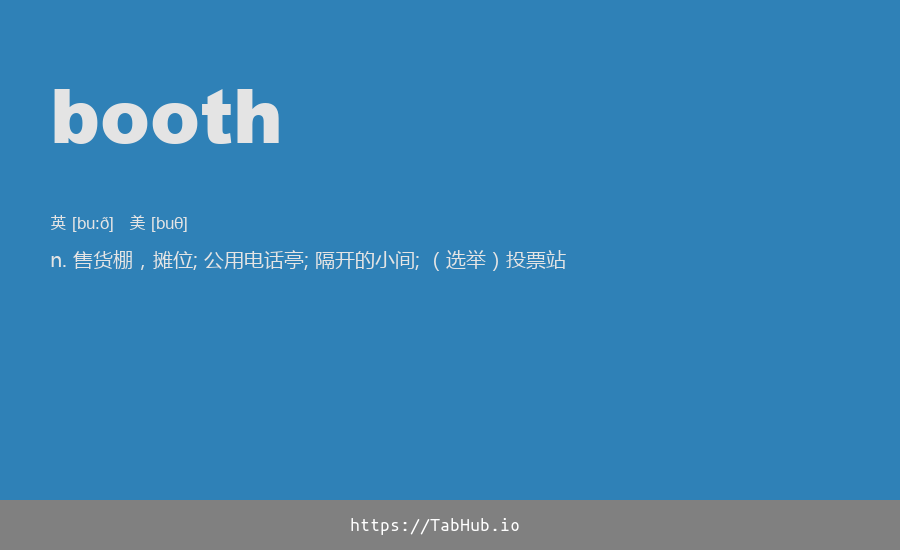 booth
英 [bu:ð] 美 [buθ]
n. 售货棚，摊位; 公用电话亭; 隔开的小间; （选举）投票站
https://TabHub.io